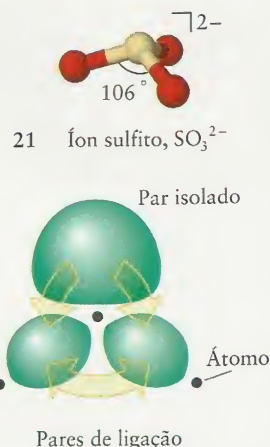 2–
106°
21 Íon sulfito, SO₃²⁻
Par isolado
Átomo
Pares de ligação